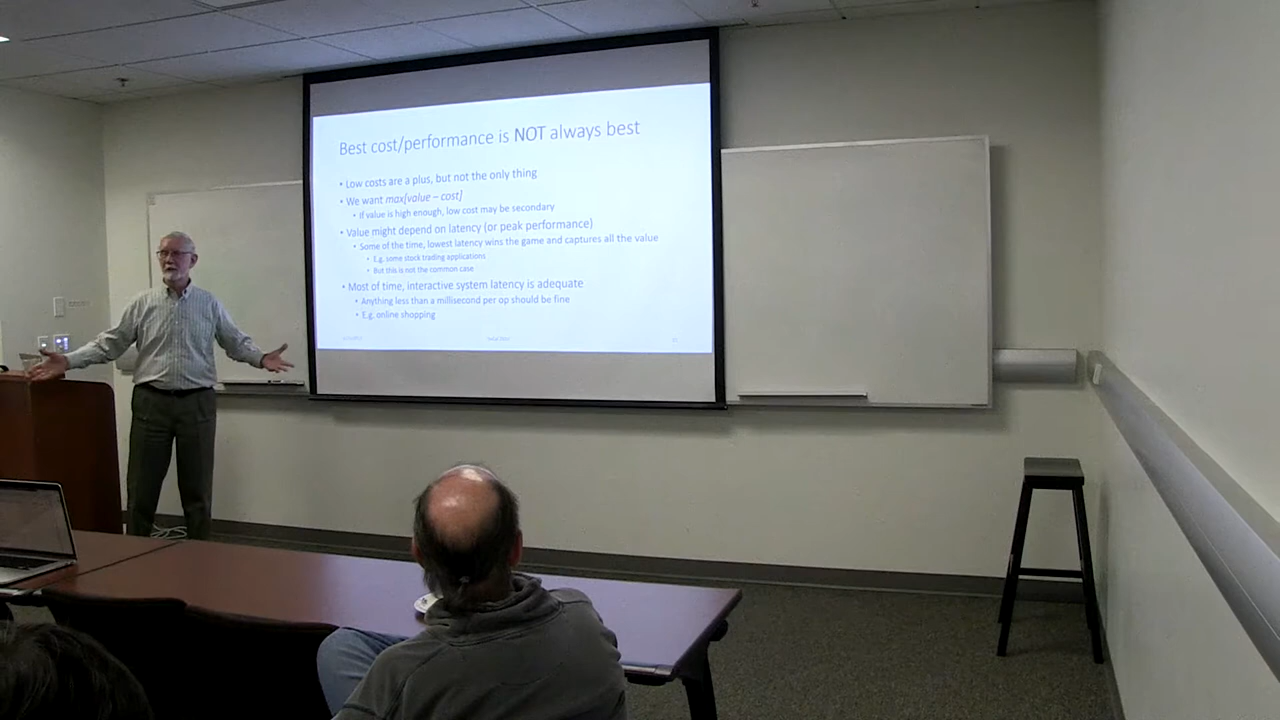 Best cost/performance is NOT always best
• Low costs are a plus, but not the only thing
• We want max[value – cost]
• If value is high enough, low cost may be secondary
• Value might depend on latency (or peak performance)
• Some of the time, lowest latency wins the game and captures all the value
• E.g. some stock trading applications
• But this is not the common case
• Most of time, interactive system latency is adequate
• Anything less than a millisecond per op should be fine
• E.g. online shopping